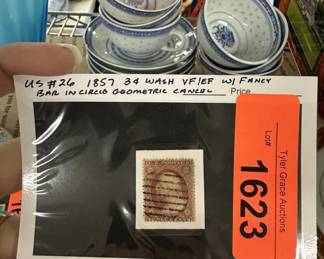 US #26 1857 3¢ WASH VF/EF W/ FANCY
BAR IN CIRCLE GEOMETRIC CANCEL Price
Lot#
1623
Tyler Grace Auctions